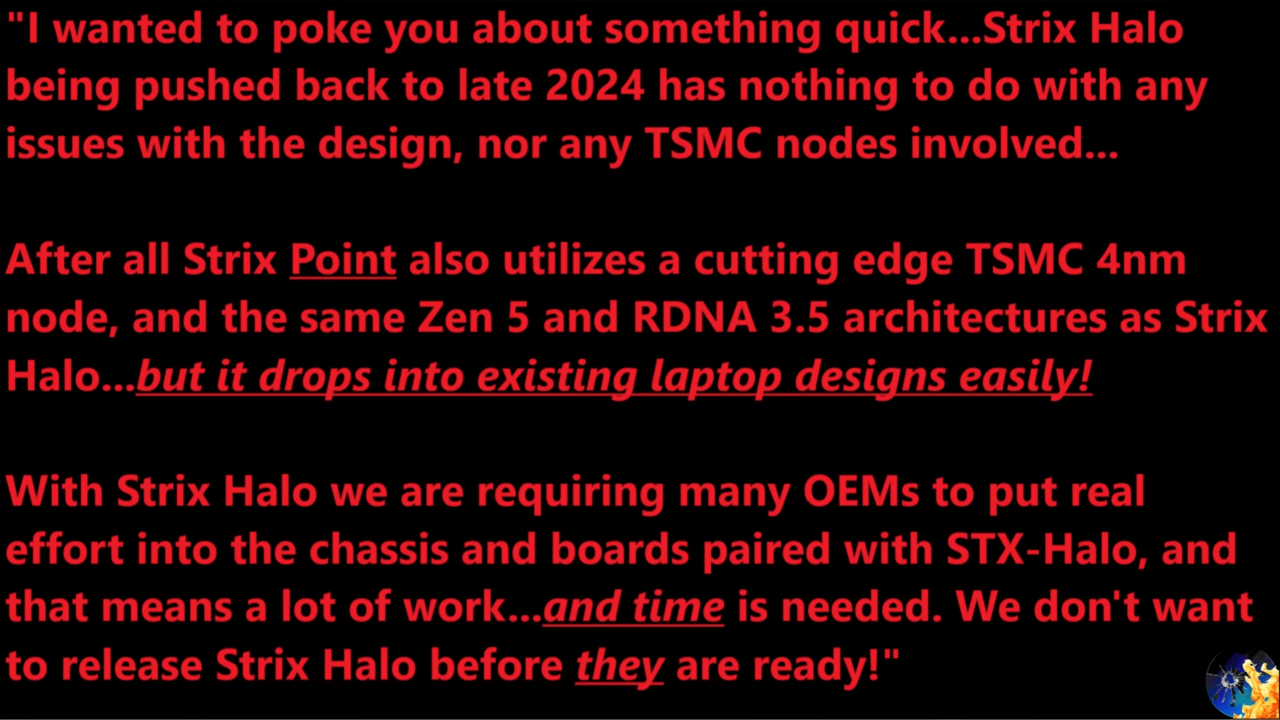 "I wanted to poke you about something quick...Strix Halo
being pushed back to late 2024 has nothing to do with any
issues with the design, nor any TSMC nodes involved...
After all Strix Point also utilizes a cutting edge TSMC 4nm
node, and the same Zen 5 and RDNA 3.5 architectures as Strix
Halo...but it drops into existing laptop designs easily!
With Strix Halo we are requiring many OEMs to put real
effort into the chassis and boards paired with STX-Halo, and
that means a lot of work...and time is needed. We don't want
to release Strix Halo before they are ready!"